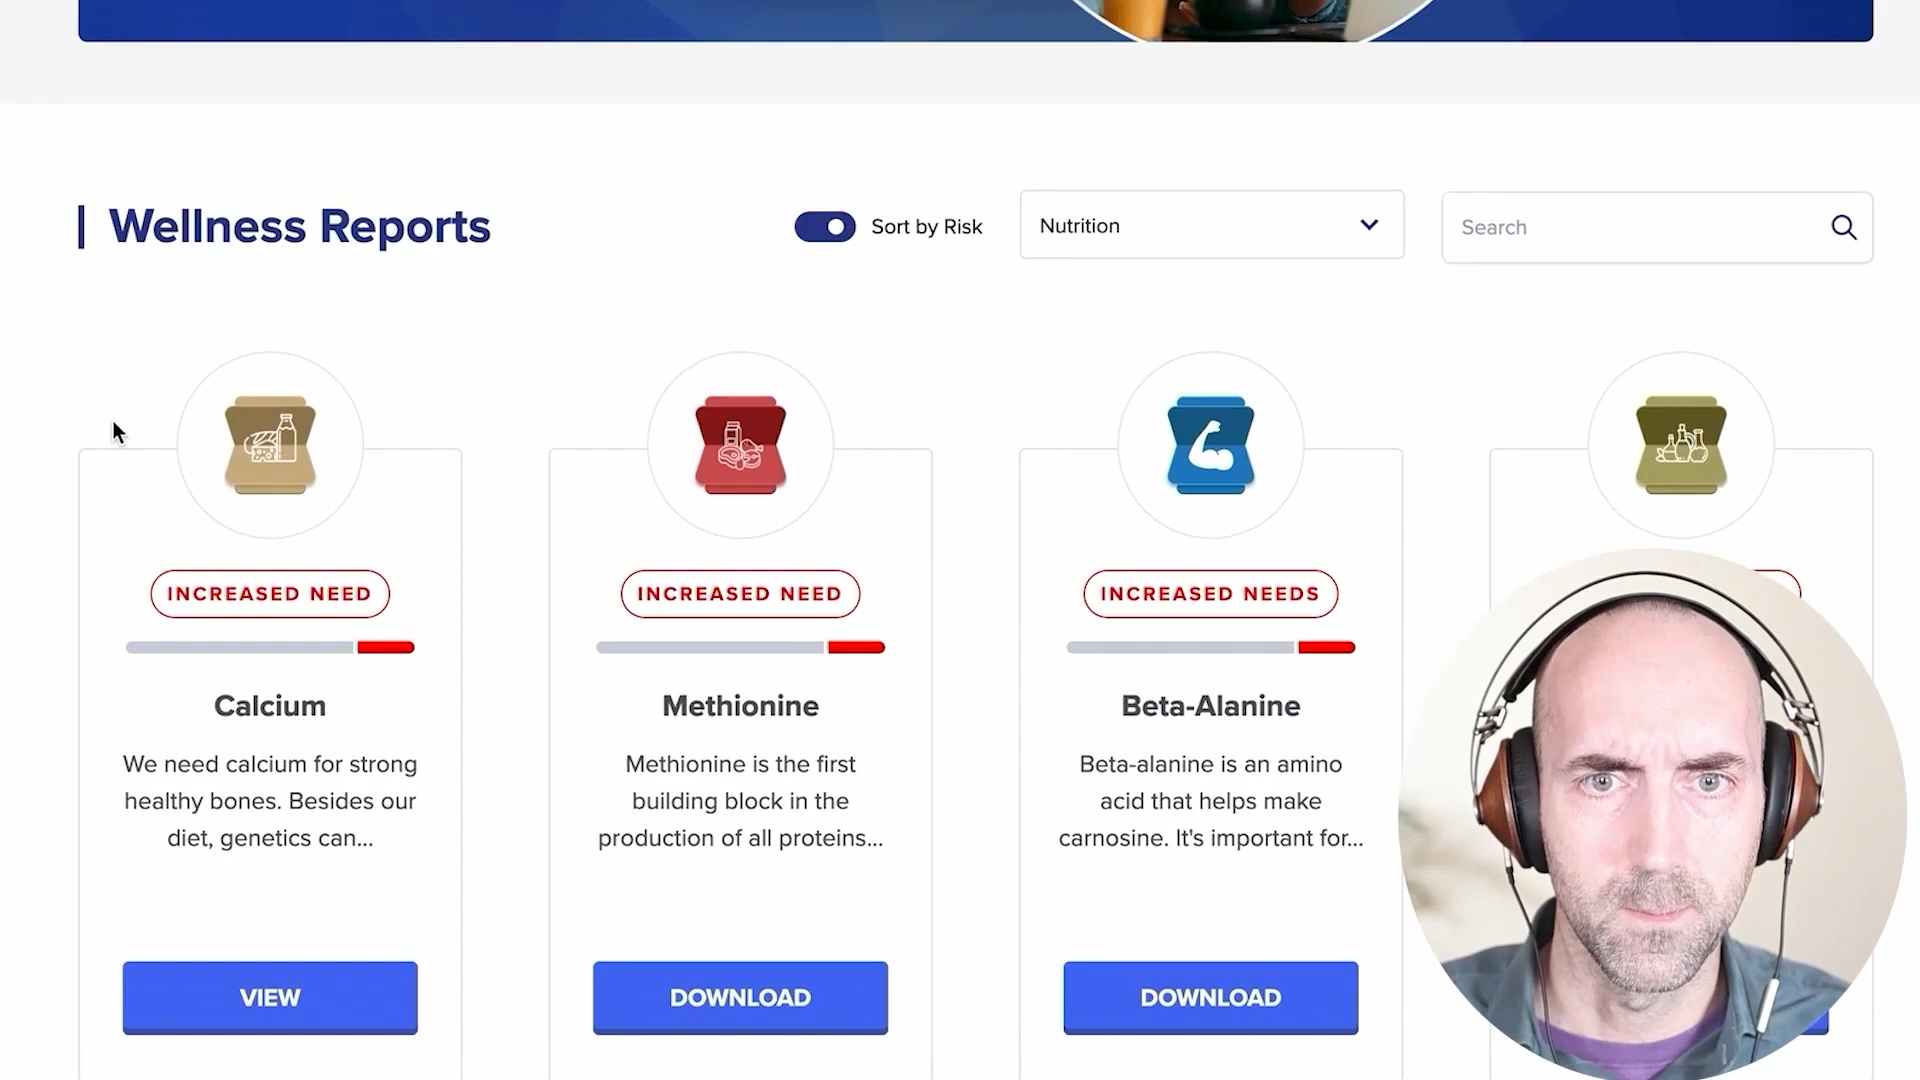 Wellness Reports
Sort by Risk
Nutrition
Search
INCREASED NEED
INCREASED NEED
INCREASED NEEDS
Calcium
Methionine
Beta-Alanine
We need calcium for strong
healthy bones. Besides our
diet, genetics can...
Methionine is the first
building block in the
production of all proteins...
Beta-alanine is an amino
acid that helps make
carnosine. It's important for...
VIEW
DOWNLOAD
DOWNLOAD